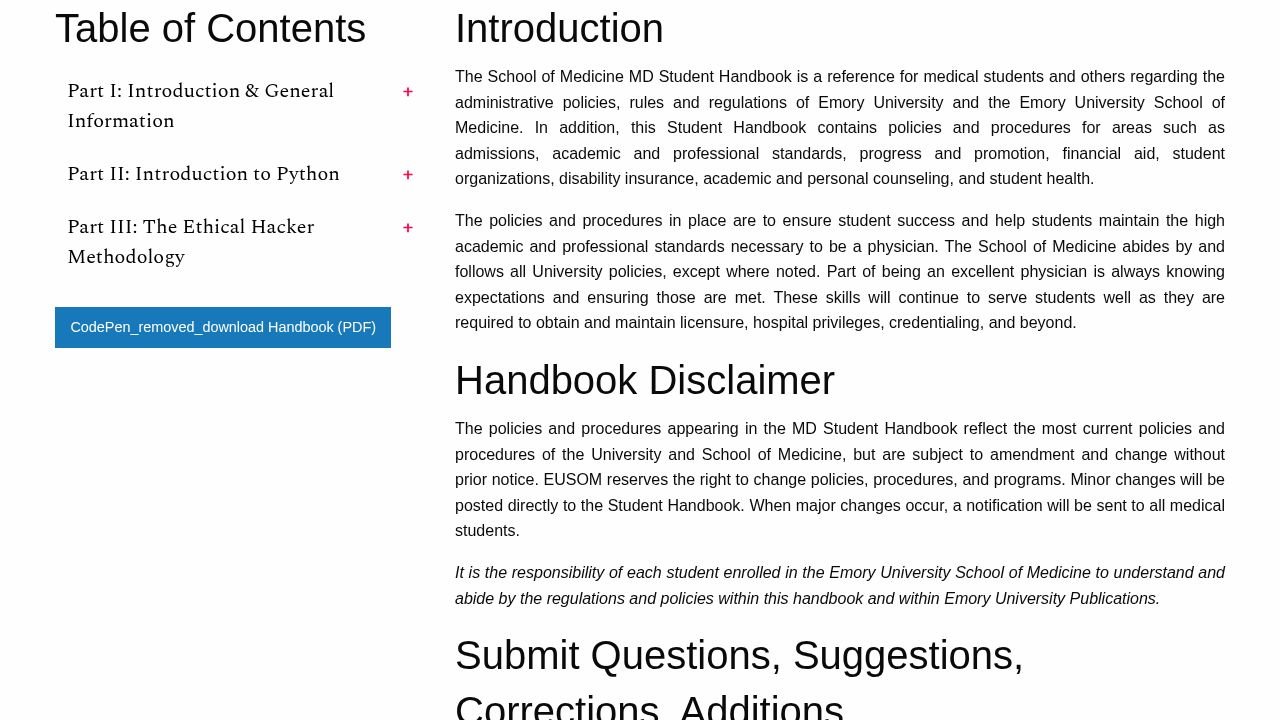 Table of Contents
Part I: Introduction & General
Information
+
Part II: Introduction to Python
+
Part III: The Ethical Hacker
Methodology
+
CodePen_removed_download Handbook (PDF)
Introduction
The School of Medicine MD Student Handbook is a reference for medical students and others regarding the
administrative policies, rules and regulations of Emory University and the Emory University School of
Medicine. In addition, this Student Handbook contains policies and procedures for areas such as
admissions, academic and professional standards, progress and promotion, financial aid, student
organizations, disability insurance, academic and personal counseling, and student health.
The policies and procedures in place are to ensure student success and help students maintain the high
academic and professional standards necessary to be a physician. The School of Medicine abides by and
follows all University policies, except where noted. Part of being an excellent physician is always knowing
expectations and ensuring those are met. These skills will continue to serve students well as they are
required to obtain and maintain licensure, hospital privileges, credentialing, and beyond.
Handbook Disclaimer
The policies and procedures appearing in the MD Student Handbook reflect the most current policies and
procedures of the University and School of Medicine, but are subject to amendment and change without
prior notice. EUSOM reserves the right to change policies, procedures, and programs. Minor changes will be
posted directly to the Student Handbook. When major changes occur, a notification will be sent to all medical
students.
It is the responsibility of each student enrolled in the Emory University School of Medicine to understand and
abide by the regulations and policies within this handbook and within Emory University Publications.
Submit Questions, Suggestions,
Corrections, Additions